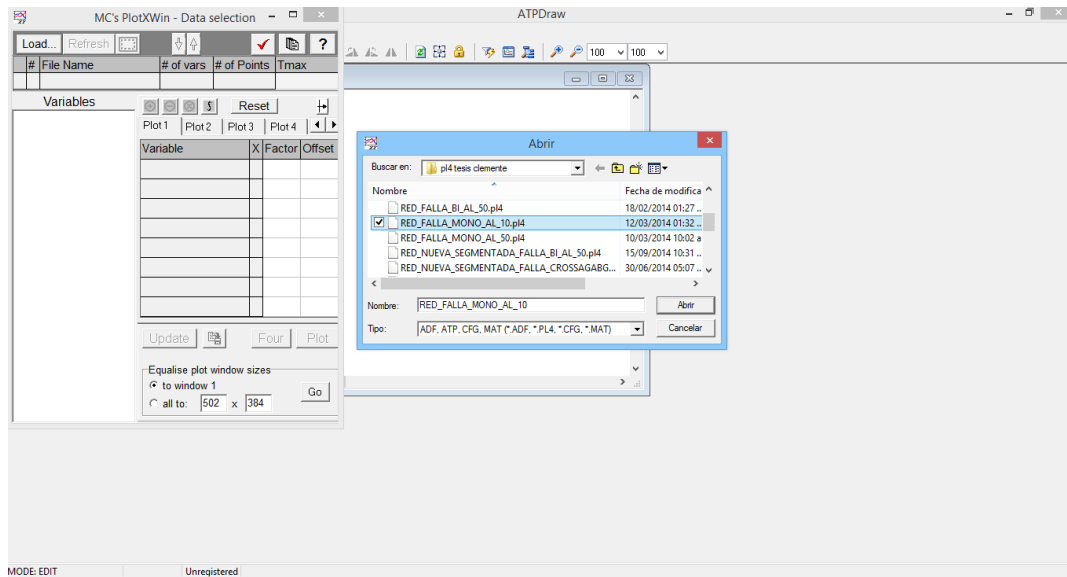 MC's PlotXWin - Data selection
ATPDraw
Load... Refresh ?
100 100
# File Name # of vars # of Points Tmax
Variables
Reset
Plot 1 Plot 2 Plot 3 Plot 4
Variable X Factor Offset
Abrir
Buscar en: pl4 tesis clemente
Nombre Fecha de modifica
RED_FALLA_BI_AL_50.pl4 18/02/2014 01:27 ..
RED_FALLA_MONO_AL_10.pl4 12/03/2014 01:32 ..
RED_FALLA_MONO_AL_50.pl4 10/03/2014 10:02 a
RED_NUEVA_SEGMENTADA_FALLA_BI_AL_50.pl4 15/09/2014 10:31 ..
RED_NUEVA_SEGMENTADA_FALLA_CROSSAGABG... 30/06/2014 05:07 ..
Nombre: RED_FALLA_MONO_AL_10 Abrir
Tipo: ADF, ATP, CFG, MAT (*.ADF, *.PL4, *.CFG, *.MAT) Cancelar
Update Four Plot
Equalise plot window sizes
to window 1
all to: 502 x 384 Go
MODE: EDIT Unregistered